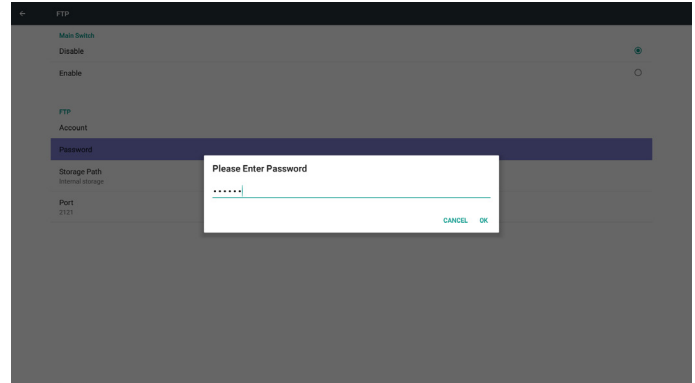 FTP
Main Switch
Disable
Enable
FTP
Account
Password
Storage Path
Internal storage
Port
2121
Please Enter Password
••••••
CANCEL OK